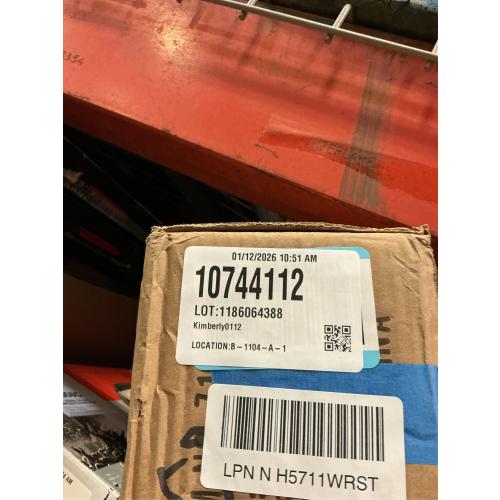 01/12/2026 10:51 AM
10744112
LOT:1186064388
Kimberly0112
LOCATION:B-1104-A-1
LPN N H5711WRST